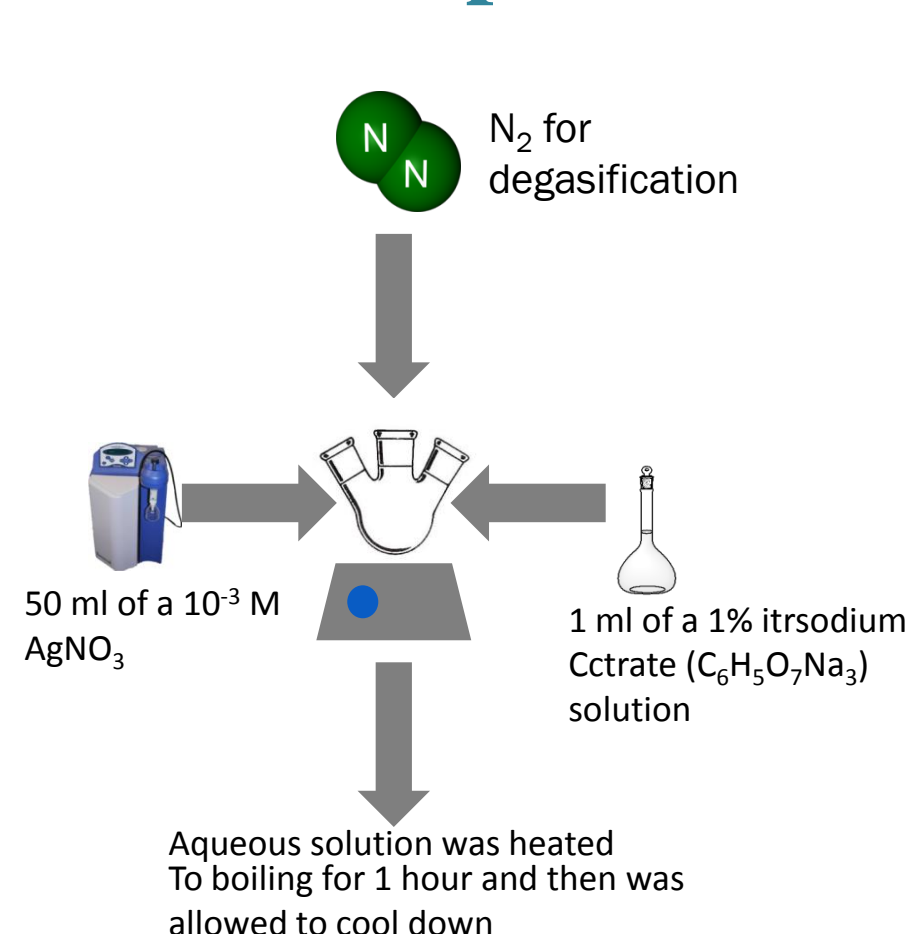 N
N
N₂ for
degasification
50 ml of a 10⁻³ M
AgNO₃
1 ml of a 1% itrsodium
Cctrate (C₆H₅O₇Na₃)
solution
Aqueous solution was heated
To boiling for 1 hour and then was
allowed to cool down